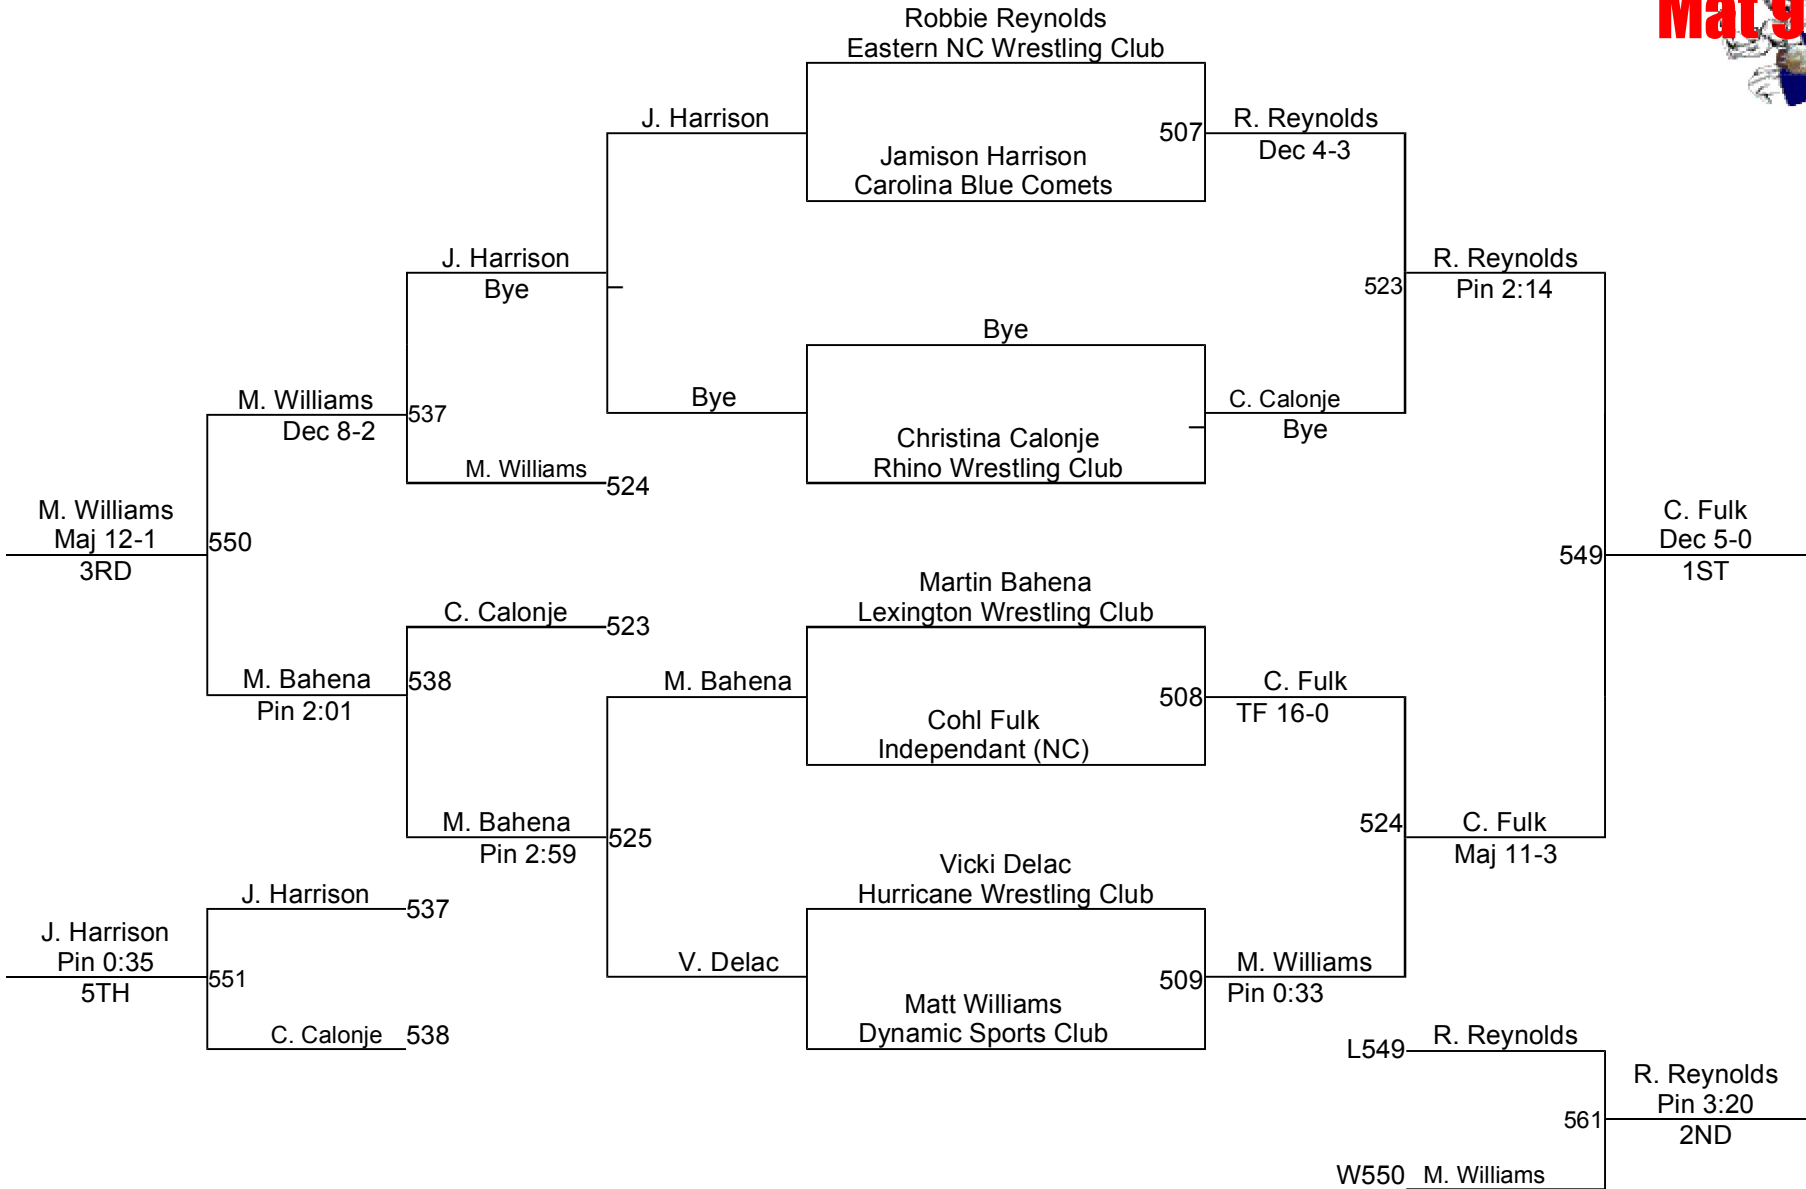 Mat 9
Robbie Reynolds
Eastern NC Wrestling Club
J. Harrison
507
R. Reynolds
Dec 4-3
Jamison Harrison
Carolina Blue Comets
J. Harrison
Bye
523
R. Reynolds
Pin 2:14
Bye
M. Williams
Dec 8-2
537
Bye
C. Calonje
Bye
Christina Calonje
Rhino Wrestling Club
M. Williams
524
M. Williams
Maj 12-1
3RD
550
549
C. Fulk
Dec 5-0
1ST
Martin Bahena
Lexington Wrestling Club
C. Calonje
523
M. Bahena
Pin 2:01
538
M. Bahena
508
C. Fulk
TF 16-0
Cohl Fulk
Independant (NC)
M. Bahena
Pin 2:59
525
524
C. Fulk
Maj 11-3
Vicki Delac
Hurricane Wrestling Club
J. Harrison
537
J. Harrison
Pin 0:35
5TH
551
V. Delac
509
M. Williams
Pin 0:33
Matt Williams
Dynamic Sports Club
C. Calonje
538
L549
R. Reynolds
561
R. Reynolds
Pin 3:20
2ND
W550
M. Williams